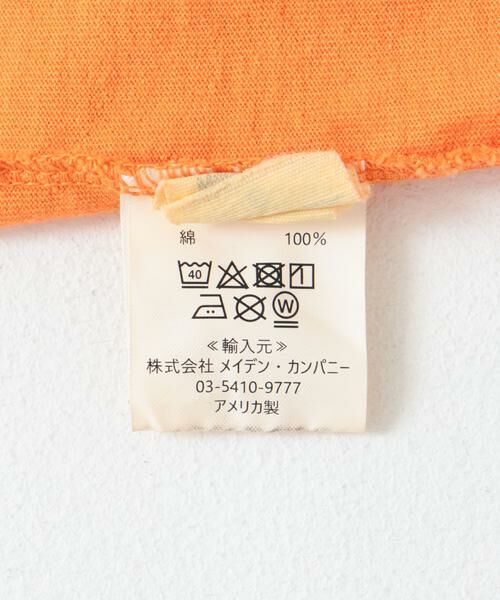 綿 100%
40
W
≪輸入元≫
株式会社 メイデン・カンパニー
03-5410-9777
アメリカ製